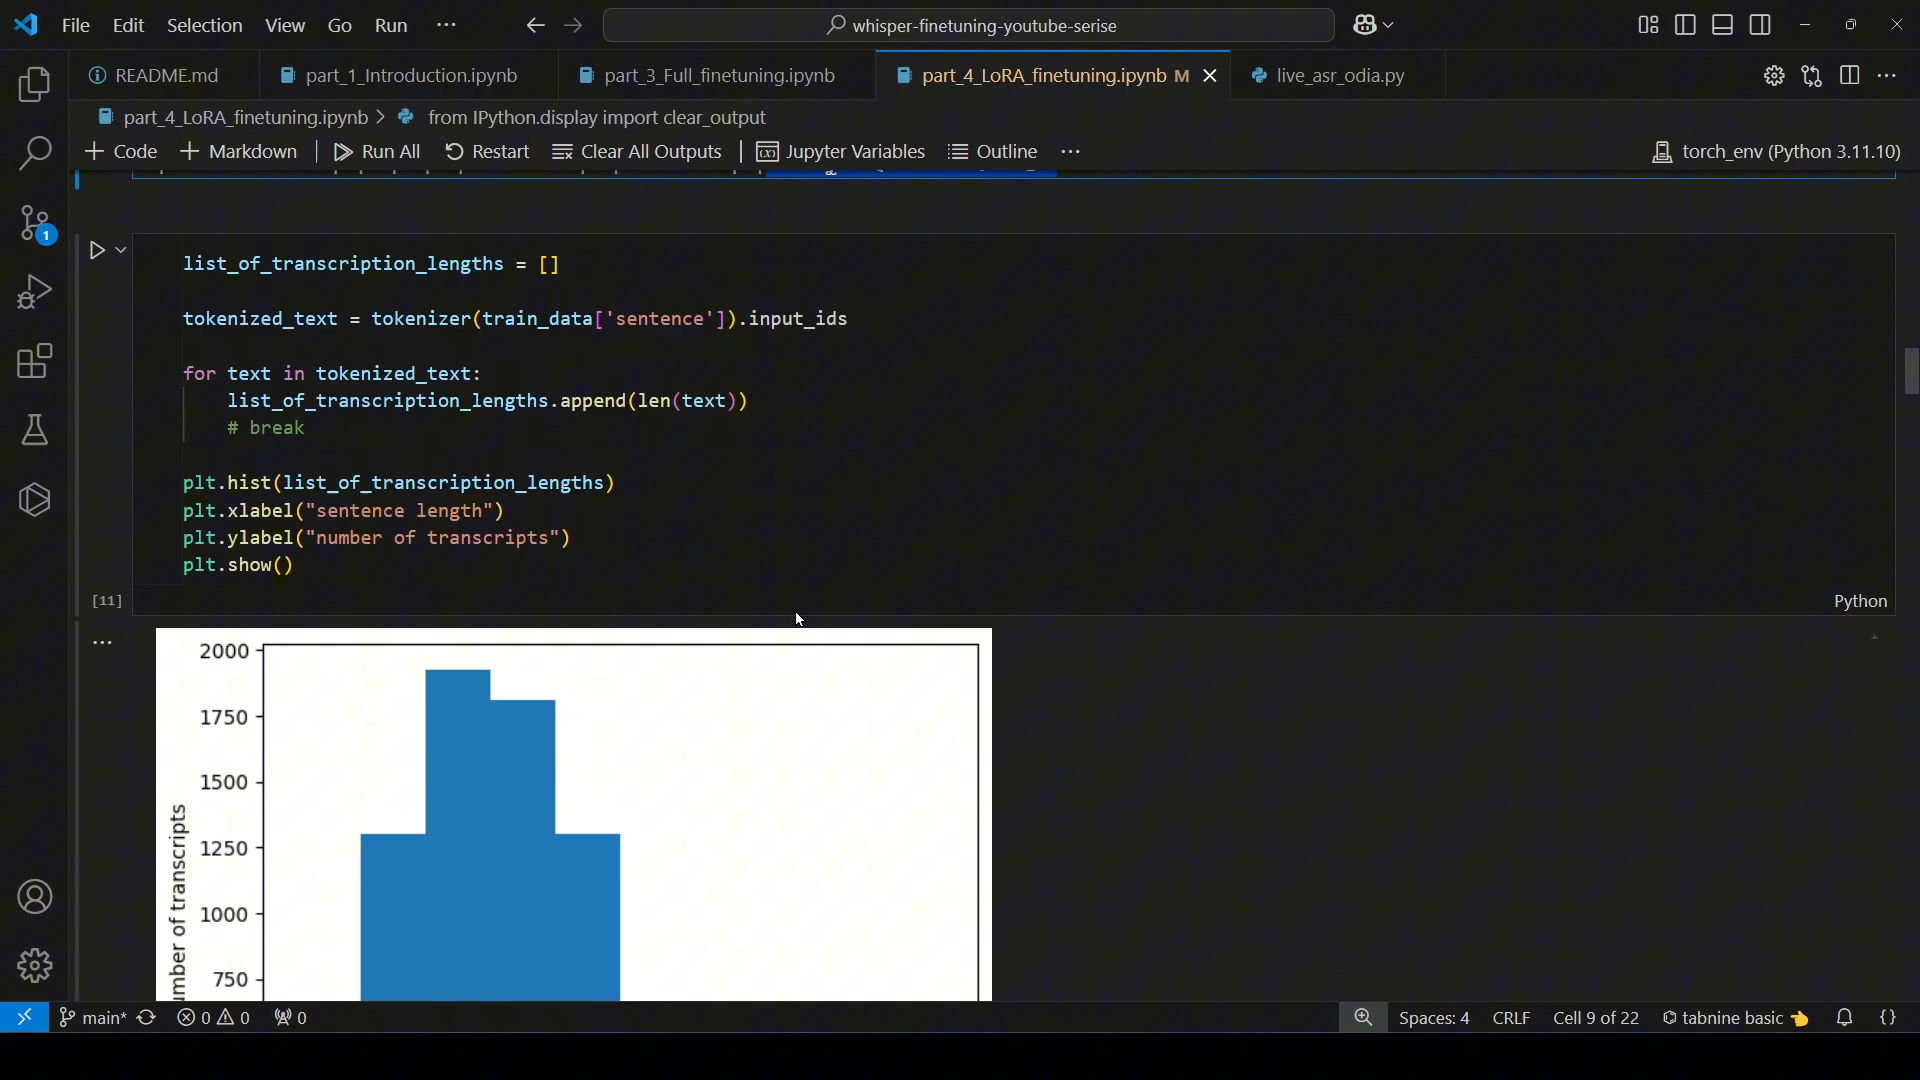 File Edit Selection View Go Run ···
whisper-finetuning-youtube-serise
README.md
part_1_Introduction.ipynb
part_3_Full_finetuning.ipynb
part_4_LoRA_finetuning.ipynb M
live_asr_odia.py
part_4_LoRA_finetuning.ipynb > from IPython.display import clear_output
+ Code + Markdown | Run All Restart Clear All Outputs | Jupyter Variables Outline ···
torch_env (Python 3.11.10)
1
list_of_transcription_lengths = []
tokenized_text = tokenizer(train_data['sentence']).input_ids
for text in tokenized_text:
list_of_transcription_lengths.append(len(text))
# break
plt.hist(list_of_transcription_lengths)
plt.xlabel("sentence length")
plt.ylabel("number of transcripts")
plt.show()
[11]
Python
2000
1750
1500
1250
1000
750
of transcripts
main* 0 0 0
Spaces: 4 CRLF Cell 9 of 22 tabnine basic 👈 {}